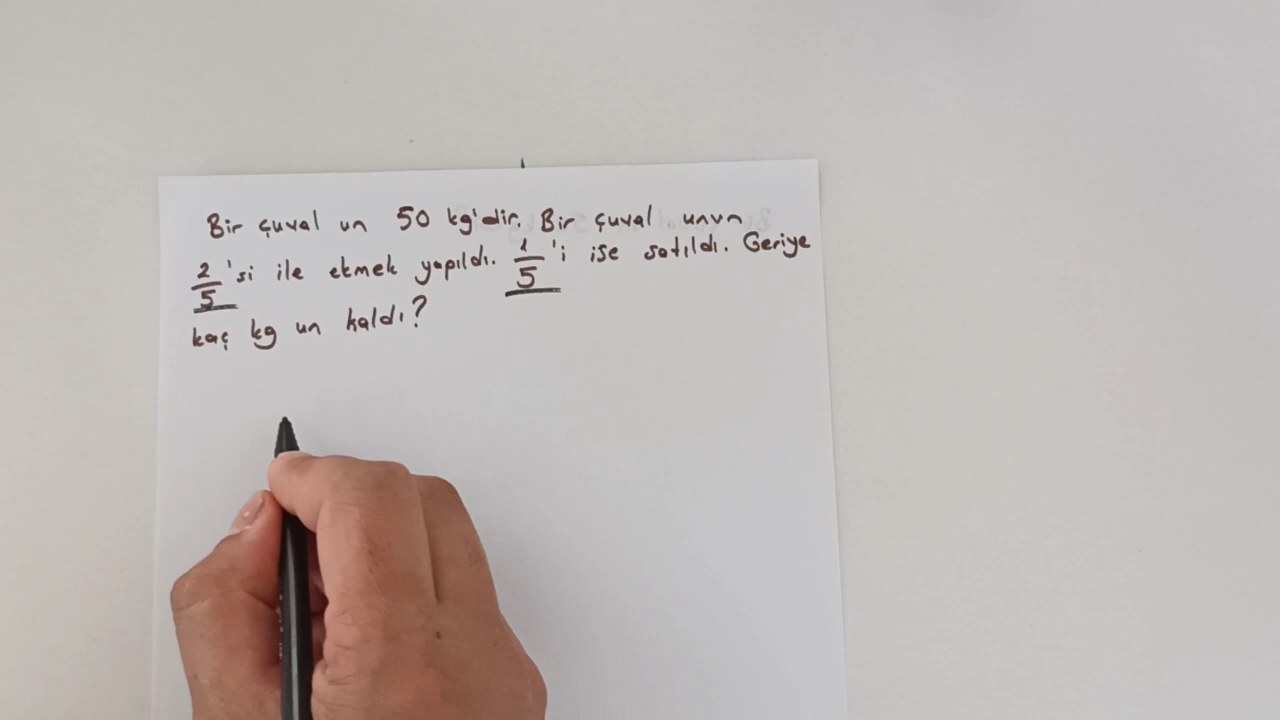 Bir çuval un 50 kg'dir. Bir çuval unun
2/5'si ile ekmek yapıldı. 1/5'i ise satıldı. Geriye
kaç kg un kaldı?